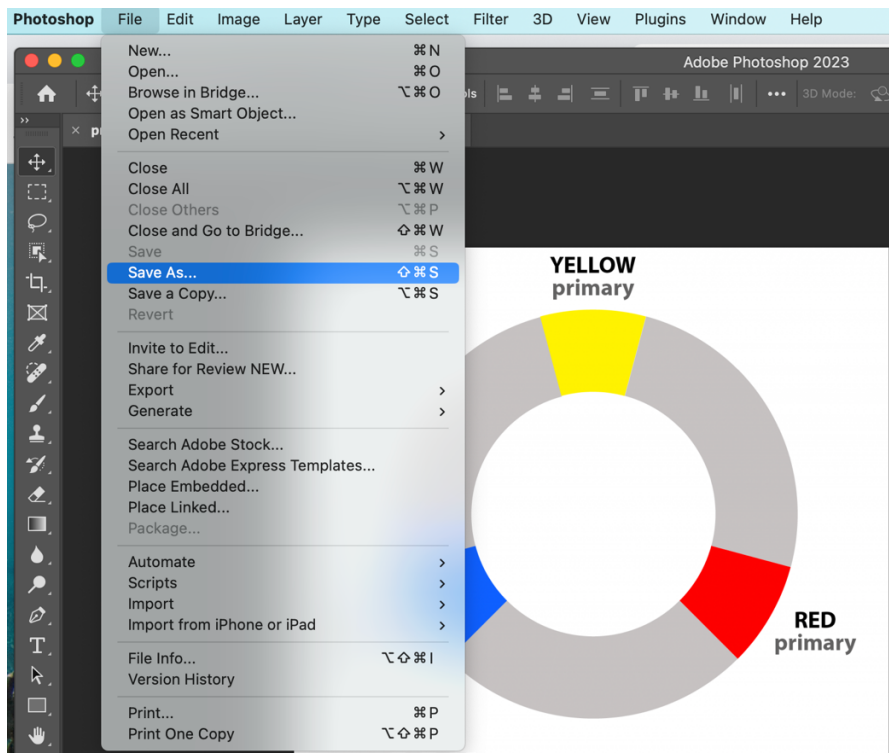 Photoshop File Edit Image Layer Type Select Filter 3D View Plugins Window Help
Adobe Photoshop 2023
3D Mode:
New... ⌘N
Open... ⌘O
Browse in Bridge... ⌥⌘O
Open as Smart Object...
Open Recent >
Close ⌘W
Close All ⌥⌘W
Close Others ⌥⌘P
Close and Go to Bridge... ⇧⌘W
Save ⌘S
Save As... ⇧⌘S
Save a Copy... ⌥⌘S
Revert
Invite to Edit...
Share for Review NEW...
Export >
Generate >
Search Adobe Stock...
Search Adobe Express Templates...
Place Embedded...
Place Linked...
Package...
Automate >
Scripts >
Import >
Import from iPhone or iPad >
File Info... ⌥⇧⌘I
Version History
Print... ⌘P
Print One Copy ⌥⇧⌘P
YELLOW
primary
RED
primary